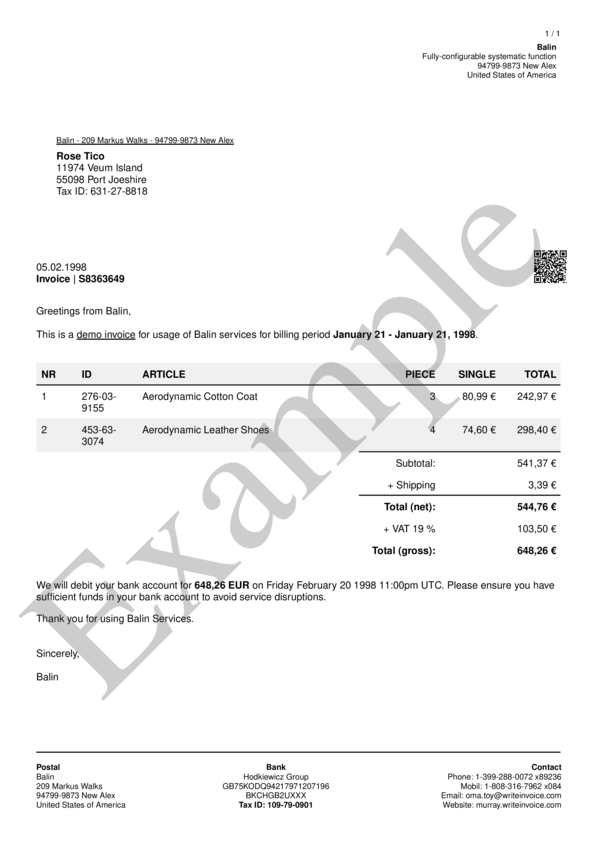 1 / 1
Balin
Fully-configurable systematic function
94799-9873 New Alex
United States of America
Balin - 209 Markus Walks - 94799-9873 New Alex
Rose Tico
11974 Veum Island
55098 Port Joeshire
Tax ID: 631-27-8818
05.02.1998
Invoice | S8363649
Greetings from Balin,
This is a demo invoice for usage of Balin services for billing period January 21 - January 21, 1998.
NR ID ARTICLE PIECE SINGLE TOTAL
1 276-03- Aerodynamic Cotton Coat 3 80,99 € 242,97 €
9155
2 453-63- Aerodynamic Leather Shoes 4 74,60 € 298,40 €
3074
Subtotal: 541,37 €
+ Shipping 3,39 €
Total (net): 544,76 €
+ VAT 19 % 103,50 €
Total (gross): 648,26 €
We will debit your bank account for 648,26 EUR on Friday February 20 1998 11:00pm UTC. Please ensure you have
sufficient funds in your bank account to avoid service disruptions.
Thank you for using Balin Services.
Sincerely,
Balin
Example
Postal
Balin
209 Markus Walks
94799-9873 New Alex
United States of America
Bank
Hodkiewicz Group
GB75KODQ94217971207196
BKCHGB2UXXX
Tax ID: 109-79-0901
Contact
Phone: 1-399-288-0072 x89236
Mobil: 1-808-316-7962 x084
Email: oma.toy@writeinvoice.com
Website: murray.writeinvoice.com